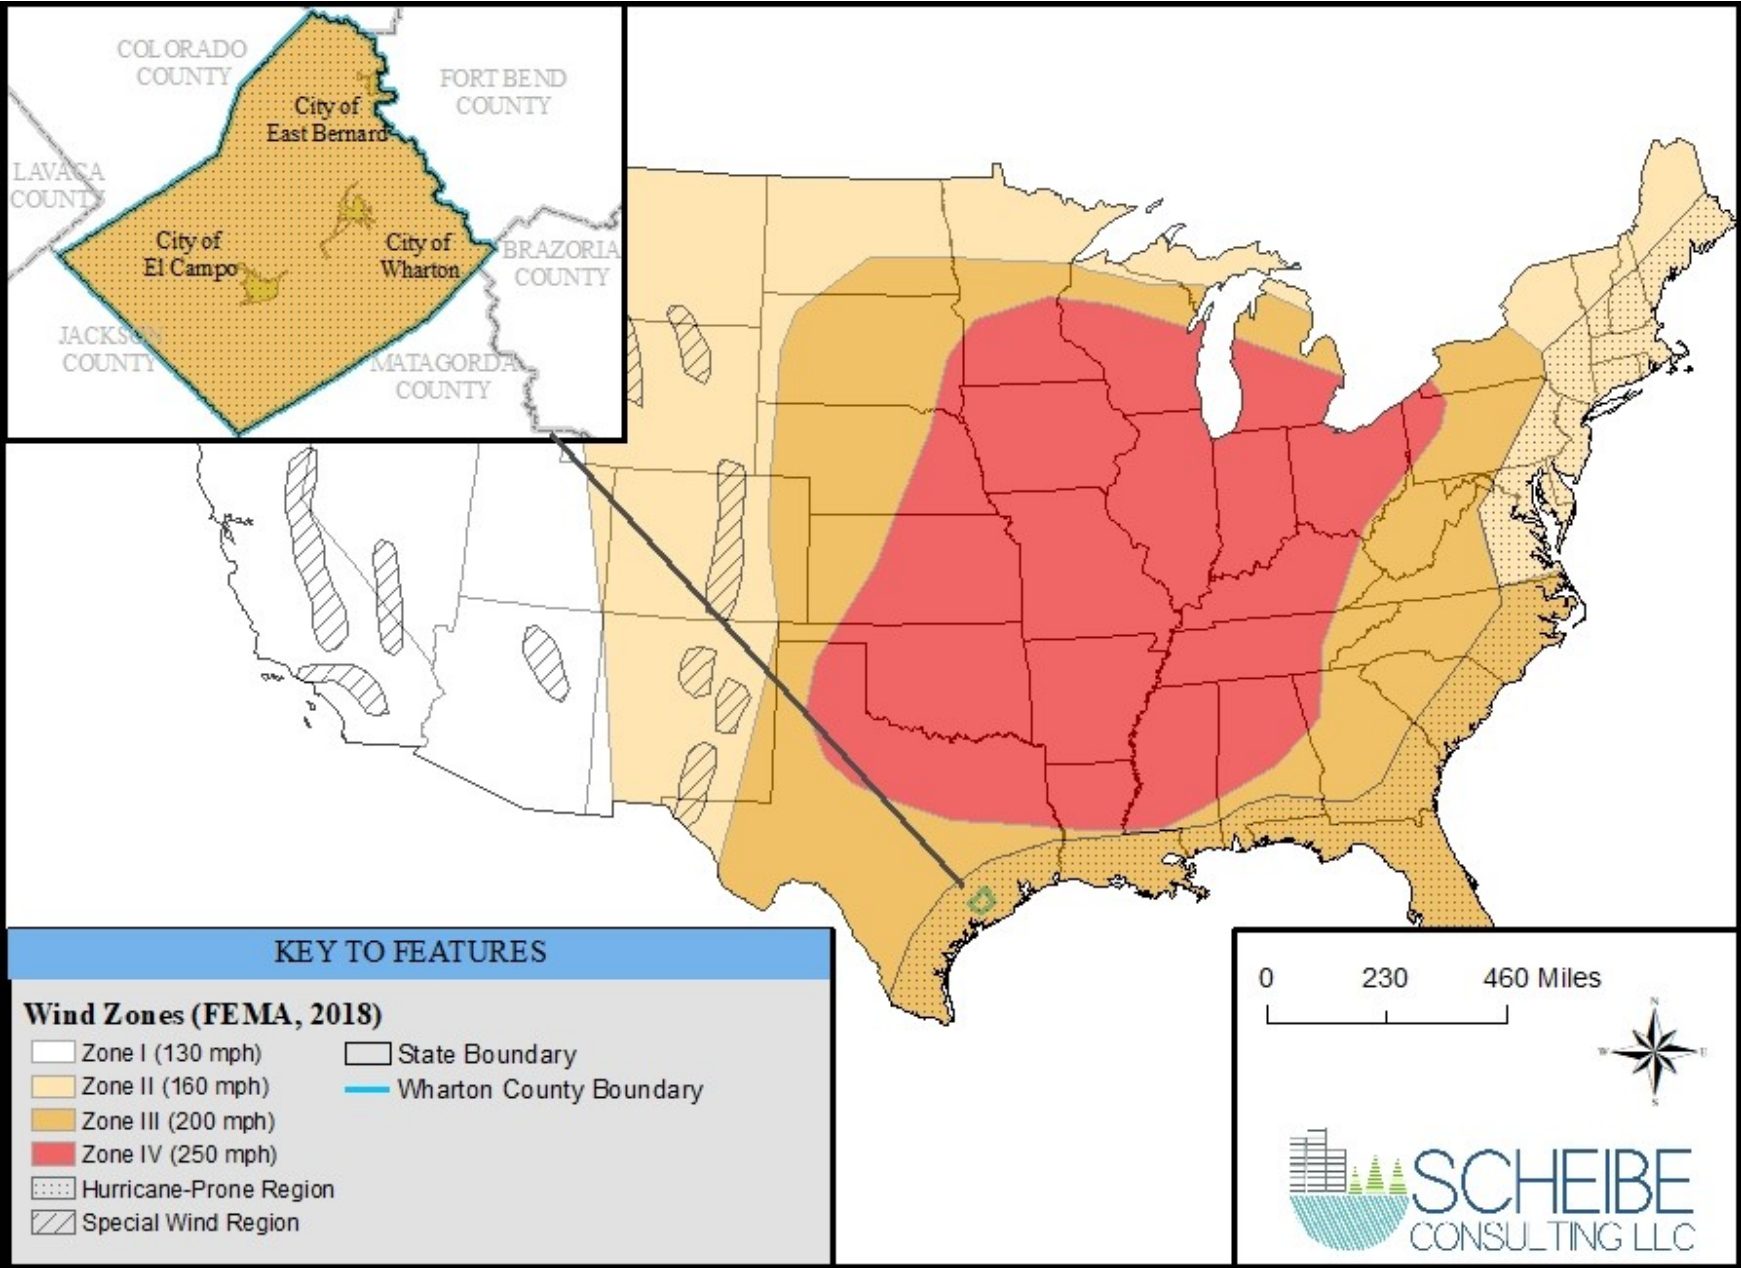 COLORADO
COUNTY
FORT BEND
COUNTY
City of
East Bernard
LAVACA
COUNTY
City of
El Campo
City of
Wharton
BRAZORIA
COUNTY
JACKSON
COUNTY
MATAGORDA
COUNTY
KEY TO FEATURES
Wind Zones (FEMA, 2018)
Zone I (130 mph)
Zone II (160 mph)
Zone III (200 mph)
Zone IV (250 mph)
Hurricane-Prone Region
Special Wind Region
State Boundary
Wharton County Boundary
0 230 460 Miles
N
W
U
S
SCHEIBE
CONSULTING LLC